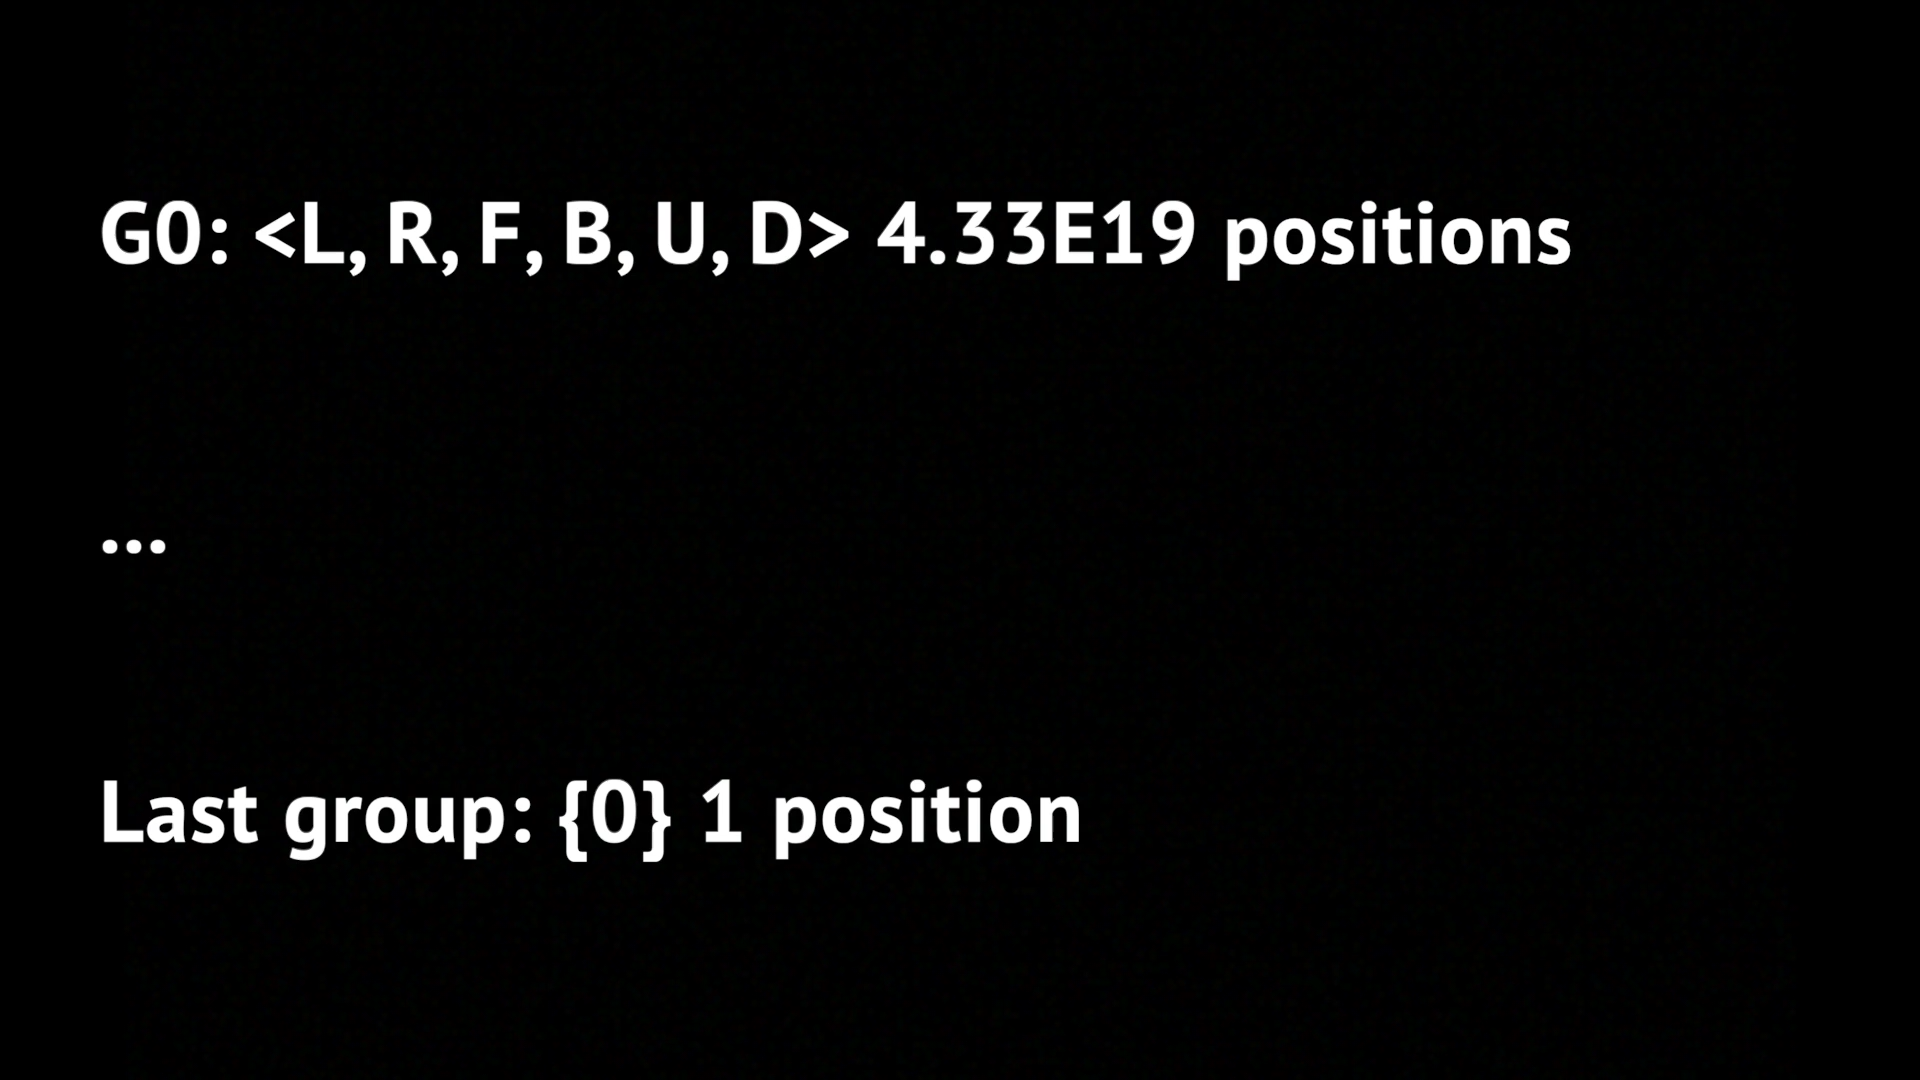 G0: <L, R, F, B, U, D> 4.33E19 positions
...
Last group: {0} 1 position